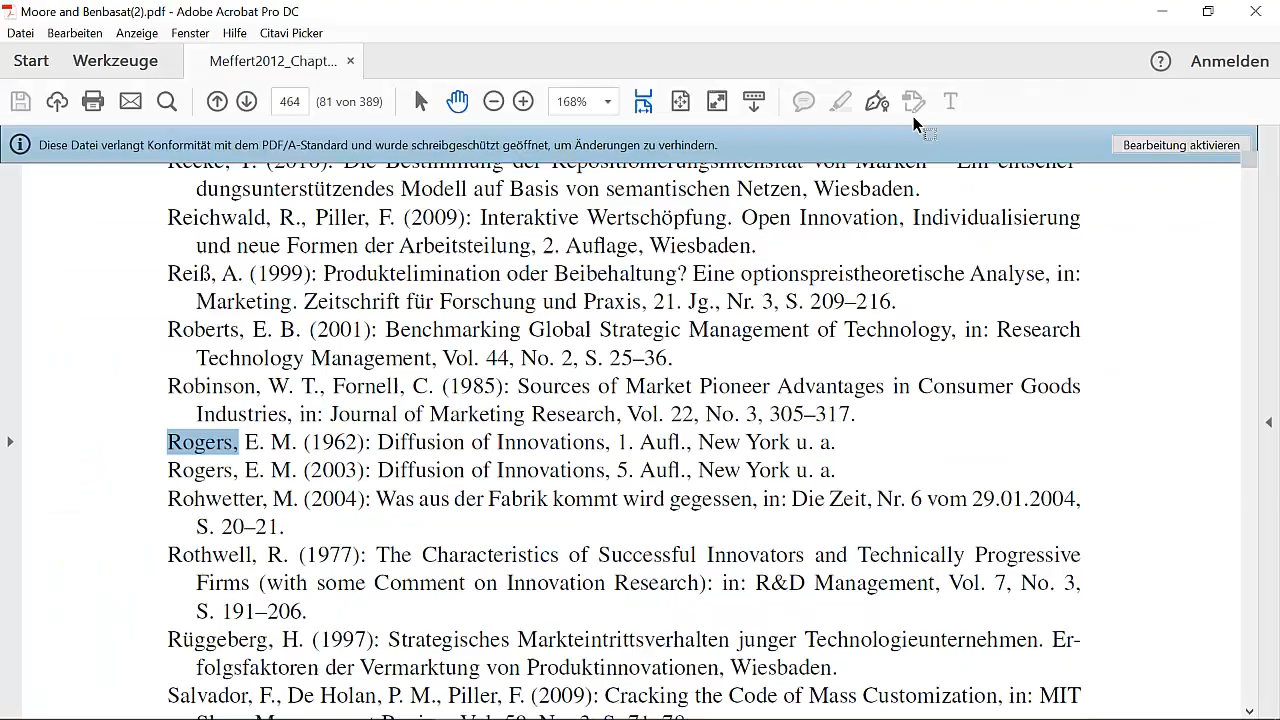 Moore and Benbasat(2).pdf - Adobe Acrobat Pro DC
Datei Bearbeiten Anzeige Fenster Hilfe Citavi Picker
Start Werkzeuge Meffert2012_Chapt... × ? Anmelden
464 (81 von 389) 168%
Diese Datei verlangt Konformität mit dem PDF/A-Standard und wurde schreibgeschützt geöffnet, um Änderungen zu verhindern. Bearbeitung aktivieren
dungsunterstützendes Modell auf Basis von semantischen Netzen, Wiesbaden.
Reichwald, R., Piller, F. (2009): Interaktive Wertschöpfung. Open Innovation, Individualisierung
und neue Formen der Arbeitsteilung, 2. Auflage, Wiesbaden.
Reiß, A. (1999): Produktelimination oder Beibehaltung? Eine optionspreistheoretische Analyse, in:
Marketing. Zeitschrift für Forschung und Praxis, 21. Jg., Nr. 3, S. 209–216.
Roberts, E. B. (2001): Benchmarking Global Strategic Management of Technology, in: Research
Technology Management, Vol. 44, No. 2, S. 25–36.
Robinson, W. T., Fornell, C. (1985): Sources of Market Pioneer Advantages in Consumer Goods
Industries, in: Journal of Marketing Research, Vol. 22, No. 3, 305–317.
Rogers, E. M. (1962): Diffusion of Innovations, 1. Aufl., New York u. a.
Rogers, E. M. (2003): Diffusion of Innovations, 5. Aufl., New York u. a.
Rohwetter, M. (2004): Was aus der Fabrik kommt wird gegessen, in: Die Zeit, Nr. 6 vom 29.01.2004,
S. 20–21.
Rothwell, R. (1977): The Characteristics of Successful Innovators and Technically Progressive
Firms (with some Comment on Innovation Research): in: R&D Management, Vol. 7, No. 3,
S. 191–206.
Rüggeberg, H. (1997): Strategisches Markteintrittsverhalten junger Technologieunternehmen. Er-
folgsfaktoren der Vermarktung von Produktinnovationen, Wiesbaden.
Salvador, F., De Holan, P. M., Piller, F. (2009): Cracking the Code of Mass Customization, in: MIT